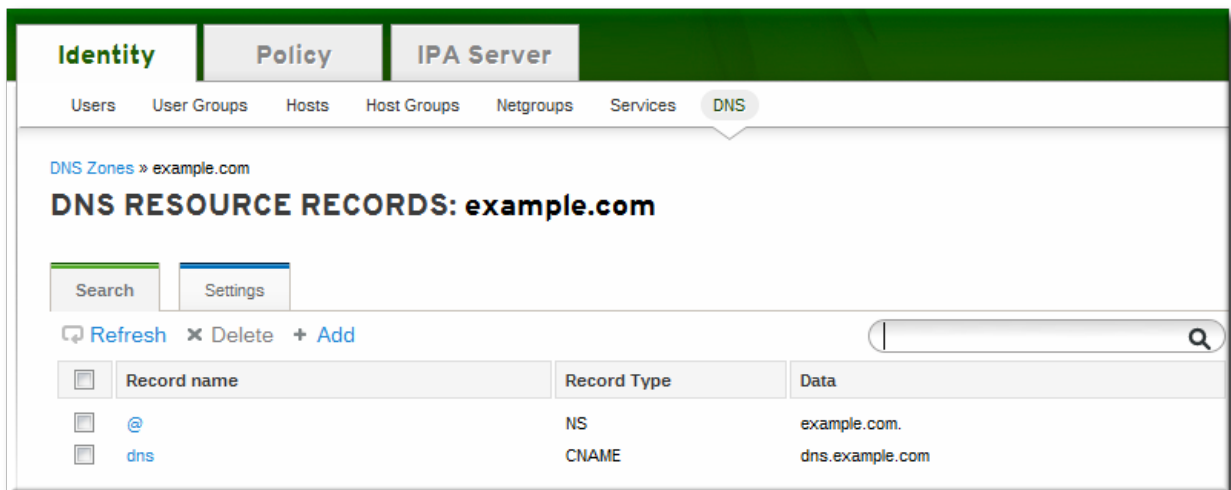 Identity Policy IPA Server
Users User Groups Hosts Host Groups Netgroups Services DNS
DNS Zones » example.com
DNS RESOURCE RECORDS: example.com
Search Settings
Refresh Delete Add
Record name Record Type Data
@ NS example.com.
dns CNAME dns.example.com